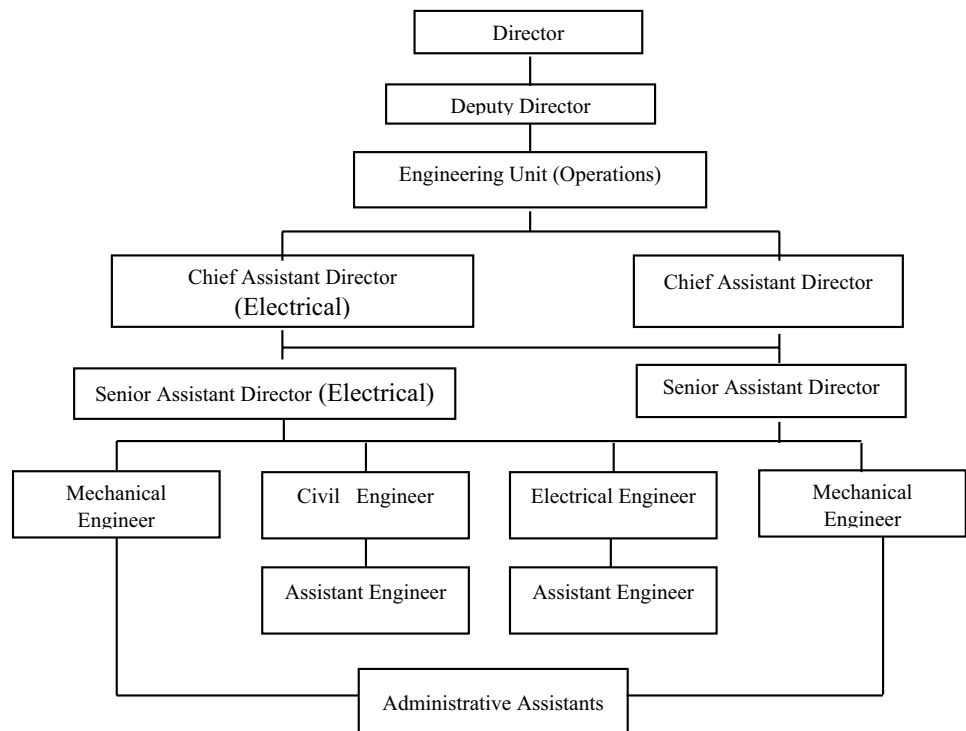 Director
Deputy Director
Engineering Unit (Operations)
Chief Assistant Director
(Electrical)
Chief Assistant Director
Senior Assistant Director (Electrical)
Senior Assistant Director
Mechanical
Engineer
Civil Engineer
Electrical Engineer
Mechanical
Engineer
Assistant Engineer
Assistant Engineer
Administrative Assistants